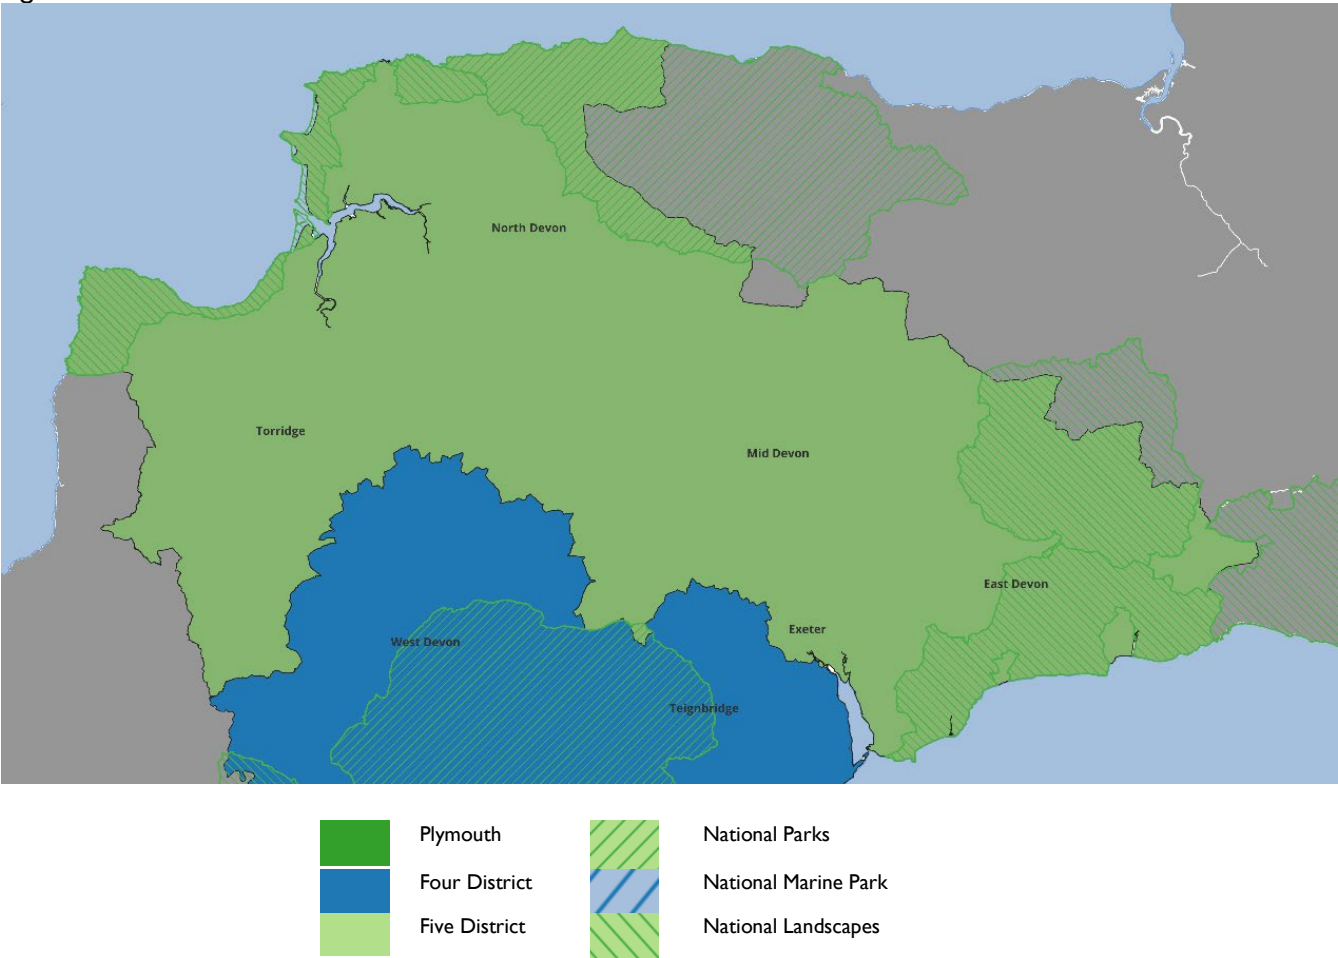 North Devon
Torridge
Mid Devon
East Devon
Exeter
West Devon
Teignbridge
Plymouth
National Parks
Four District
National Marine Park
Five District
National Landscapes